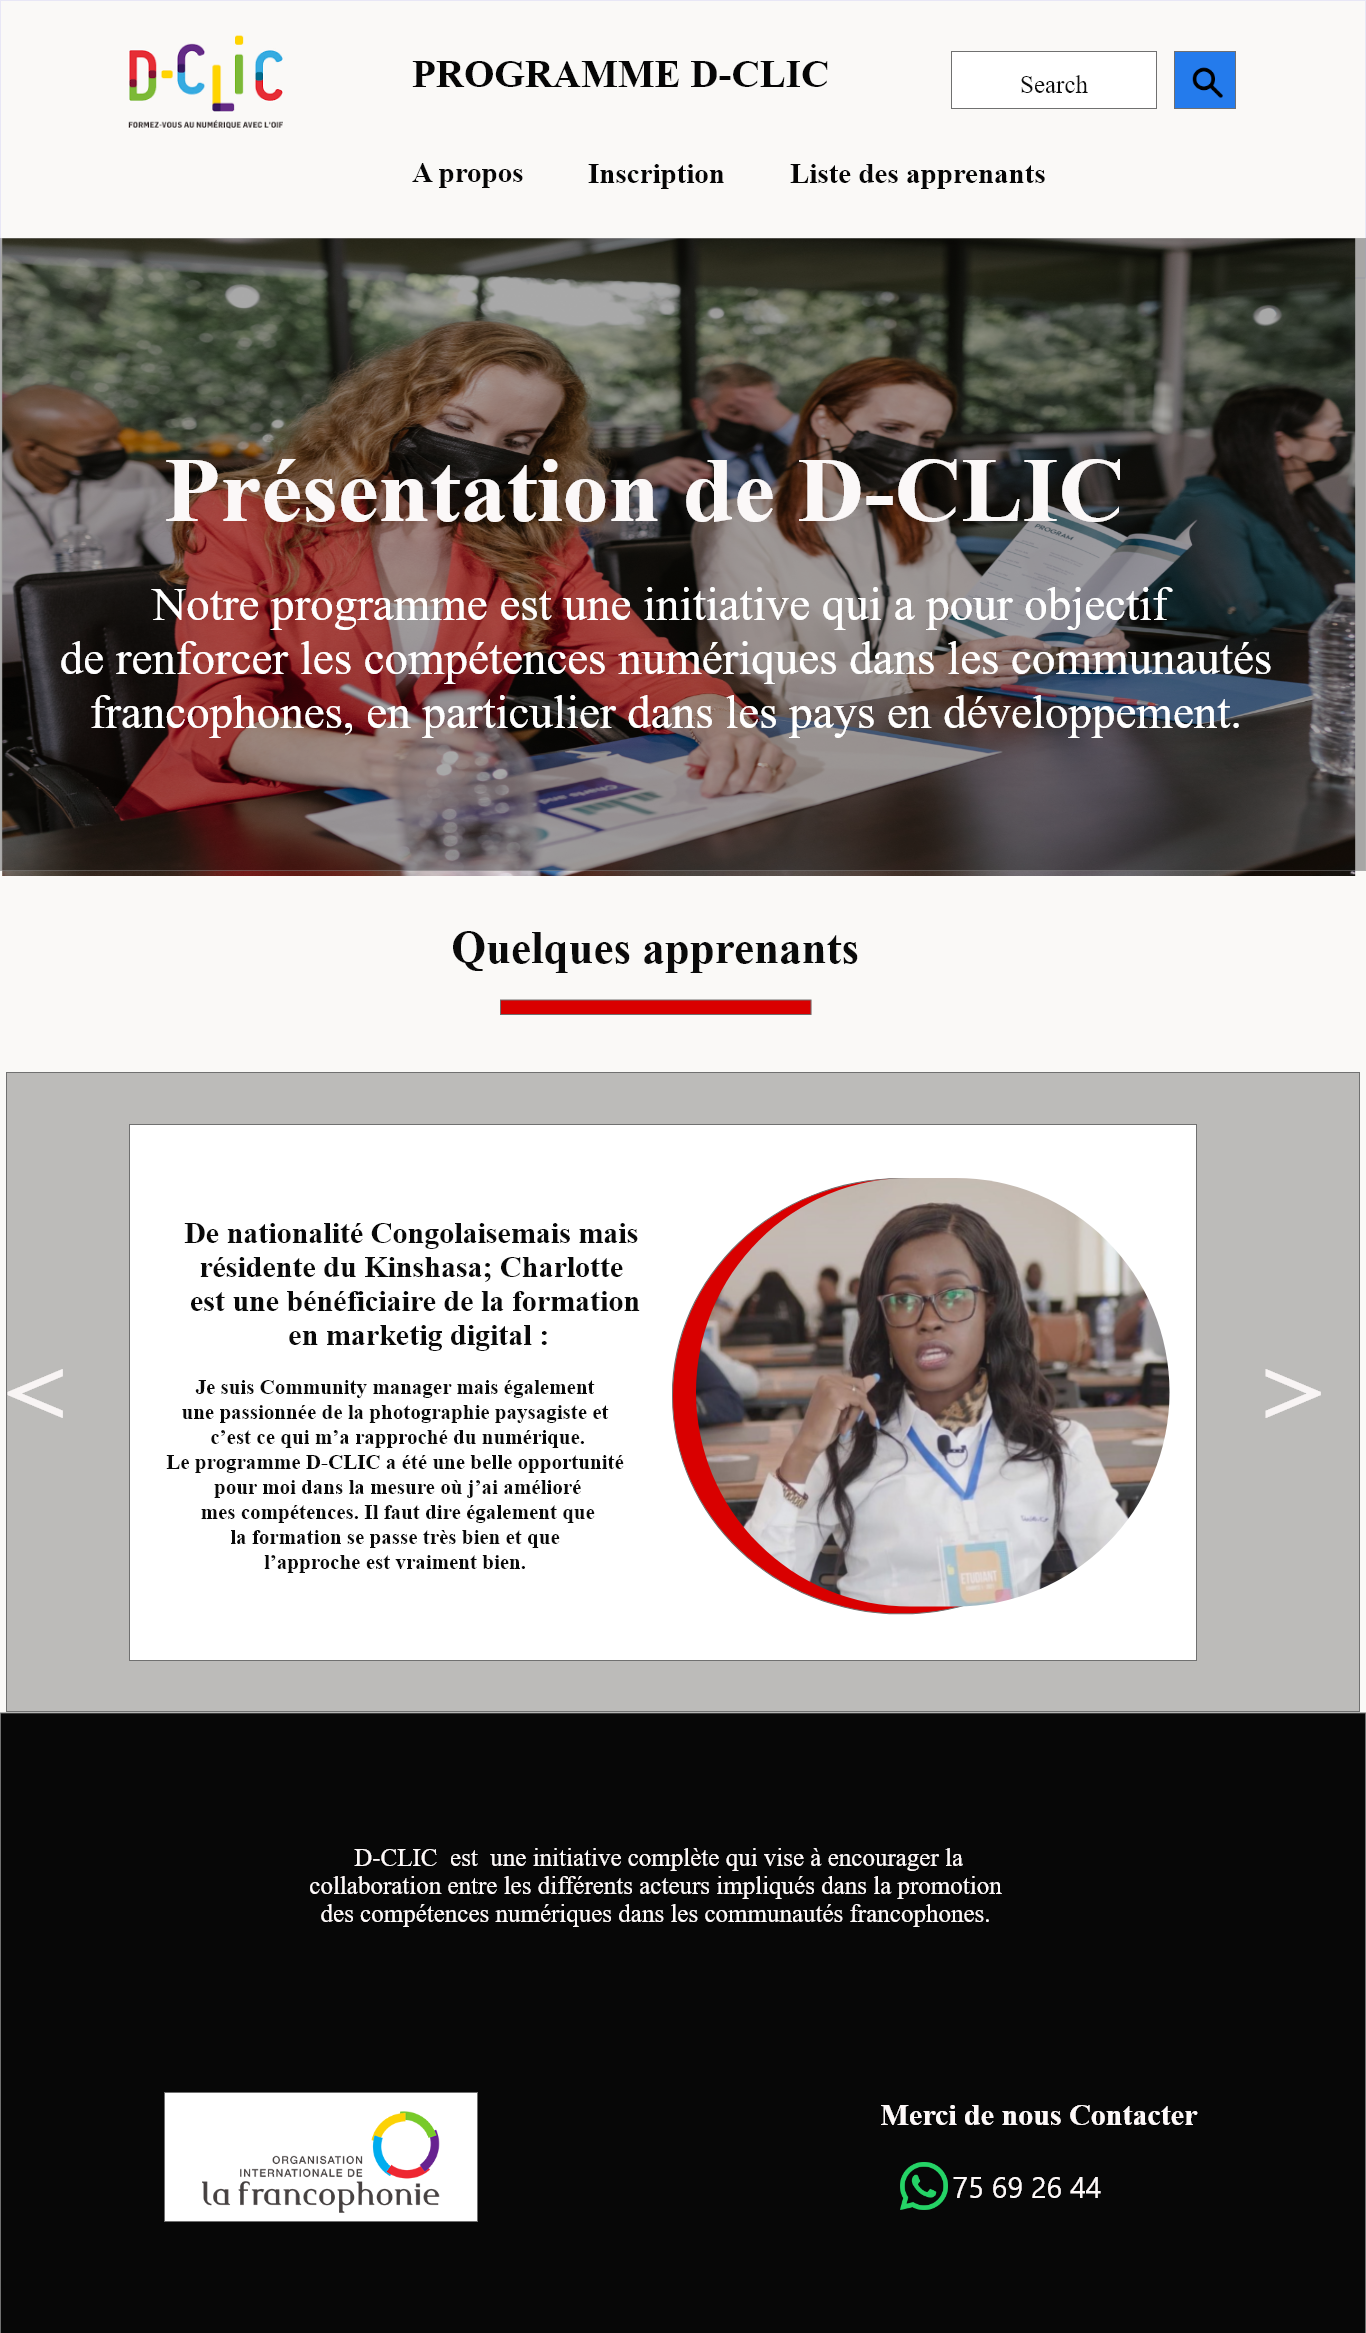 D-CLIC
FORMEZ-VOUS AU NUMÉRIQUE AVEC L'OIF
PROGRAMME D-CLIC
Search
A propos
Inscription
Liste des apprenants
PROGRAM
Présentation de D-CLIC
Notre programme est une initiative qui a pour objectif
de renforcer les compétences numériques dans les communautés
francophones, en particulier dans les pays en développement.
Charts and
Quelques apprenants
De nationalité Congolaisemais mais
résidente du Kinshasa; Charlotte
est une bénéficiaire de la formation
en marketig digital :
Je suis Community manager mais également
une passionnée de la photographie paysagiste et
c’est ce qui m’a rapproché du numérique.
Le programme D-CLIC a été une belle opportunité
pour moi dans la mesure où j’ai amélioré
mes compétences. Il faut dire également que
la formation se passe très bien et que
l’approche est vraiment bien.
<
>
ETUDIANT
D-CLIC  est  une initiative complète qui vise à encourager la
collaboration entre les différents acteurs impliqués dans la promotion
des compétences numériques dans les communautés francophones.
ORGANISATION
INTERNATIONALE DE
la francophonie
Merci de nous Contacter
75 69 26 44